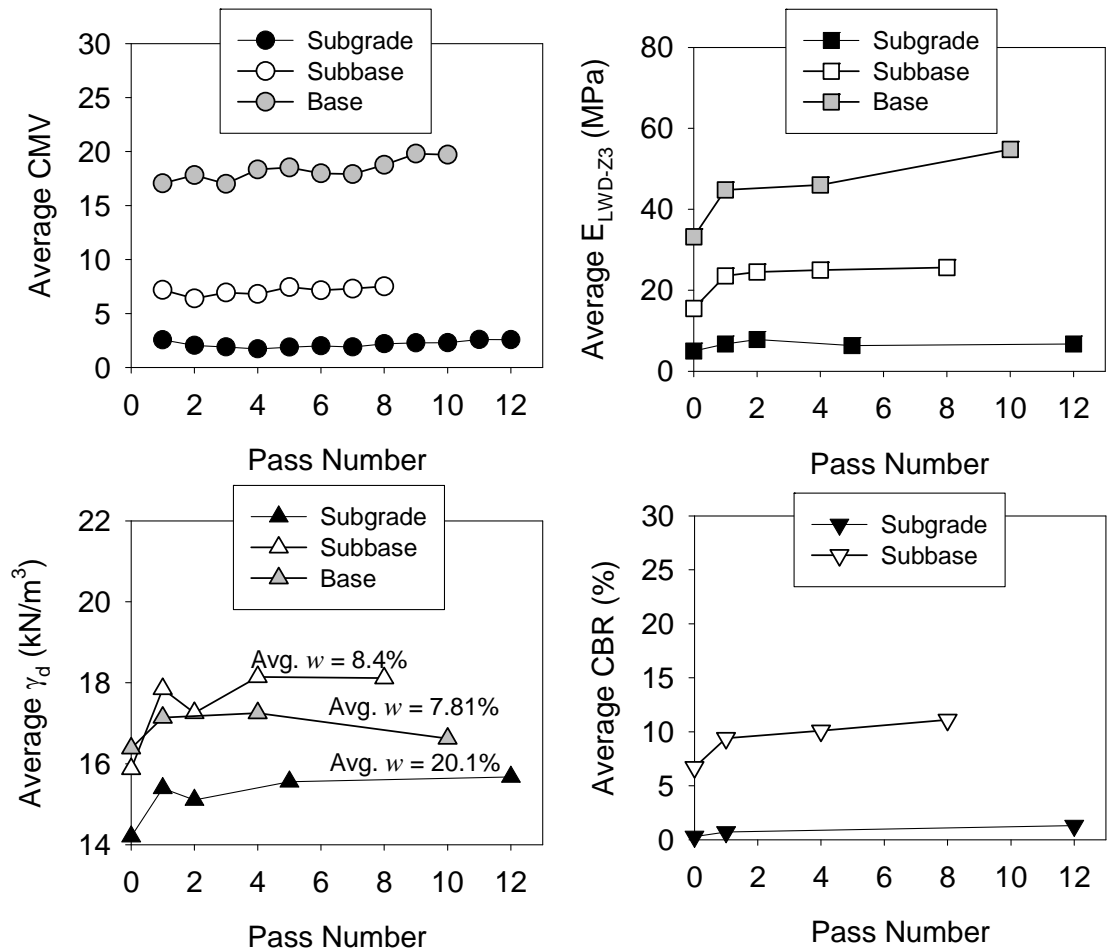 Subgrade
Subbase
Base
30
25
20
15
10
5
0
Average CMV
0 2 4 6 8 10 12
Pass Number
Subgrade
Subbase
Base
80
60
40
20
0
Average E_LWD-Z3 (MPa)
0 2 4 6 8 10 12
Pass Number
Subgrade
Subbase
Base
22
20
18
16
14
Average γ_d (kN/m³)
Avg. w = 8.4%
Avg. w = 7.81%
Avg. w = 20.1%
0 2 4 6 8 10 12
Pass Number
Subgrade
Subbase
30
25
20
15
10
5
0
Average CBR (%)
0 2 4 6 8 10 12
Pass Number